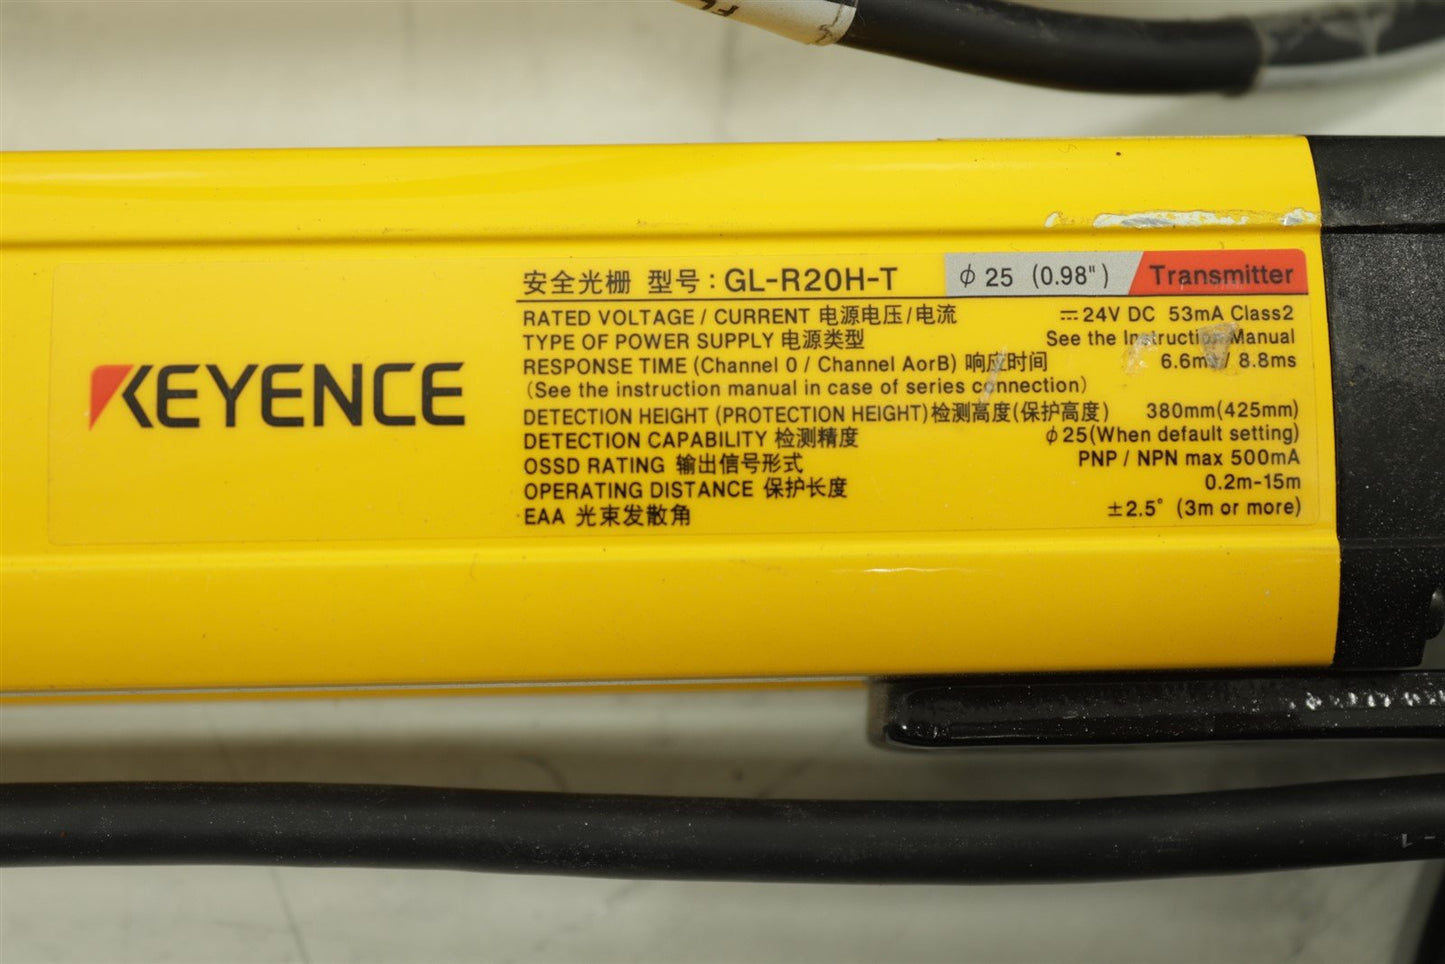 KEYENCE
安全光栅 型号：GL-R20H-T φ 25 (0.98") Transmitter
RATED VOLTAGE / CURRENT 电源电压/电流 ⎓ 24V DC 53mA Class2
TYPE OF POWER SUPPLY 电源类型 See the Instruction Manual
RESPONSE TIME (Channel 0 / Channel AorB) 响应时间 6.6ms / 8.8ms
(See the instruction manual in case of series connection)
DETECTION HEIGHT (PROTECTION HEIGHT) 检测高度(保护高度) 380mm(425mm)
DETECTION CAPABILITY 检测精度 φ25(When default setting)
OSSD RATING 输出信号形式 PNP / NPN max 500mA
OPERATING DISTANCE 保护长度 0.2m-15m
EAA 光束发散角 ±2.5° (3m or more)